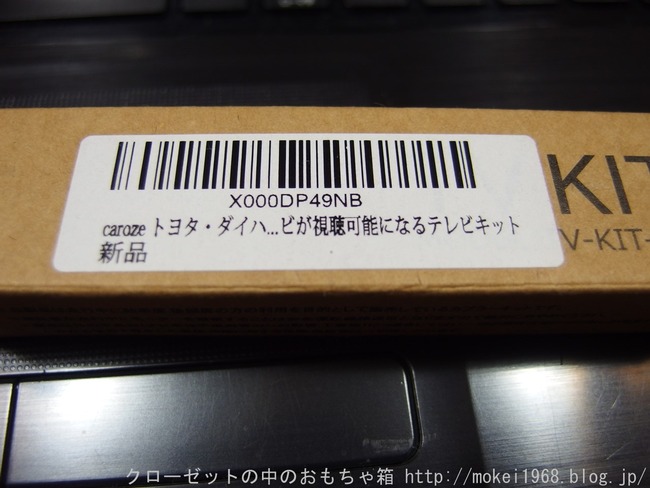 X000DP49NB
caroze トヨタ・ダイハ...ビが視聴可能になるテレビキット
新品
KIT
V-KIT-
クローゼットの中のおもちゃ箱 http://mokei1968.blog.jp/